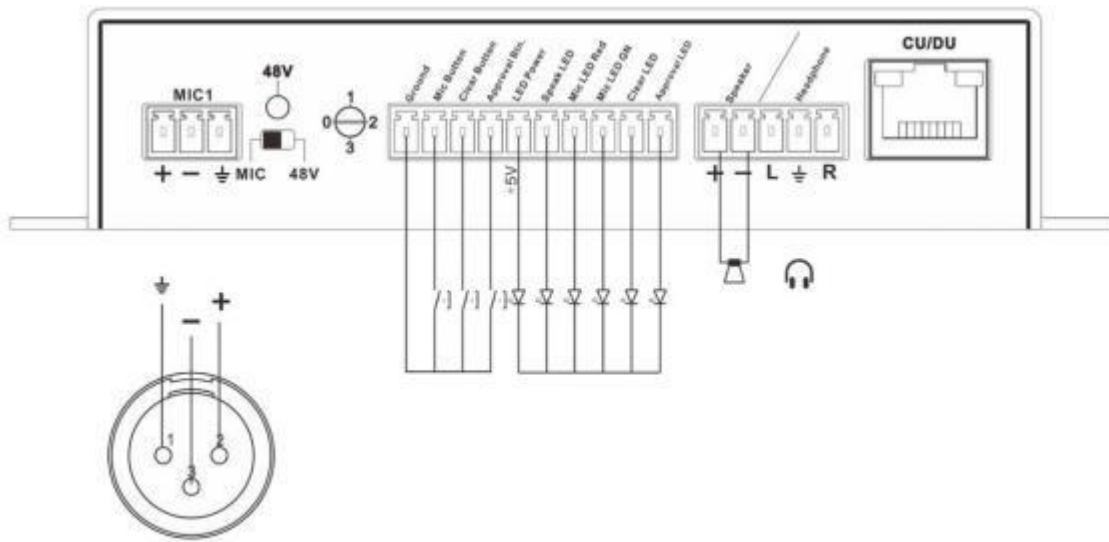 CU/DU
48V
MIC1
Ground
Mic Button
Clear Button
Approval Btn.
LED Power
Speak LED
Mic LED Red
Mic LED GN
Clear LED
Approval LED
Speaker
Headphone
1
0 2
3
+ − MIC 48V
+5V
+ − L R
+
−
1 2
3